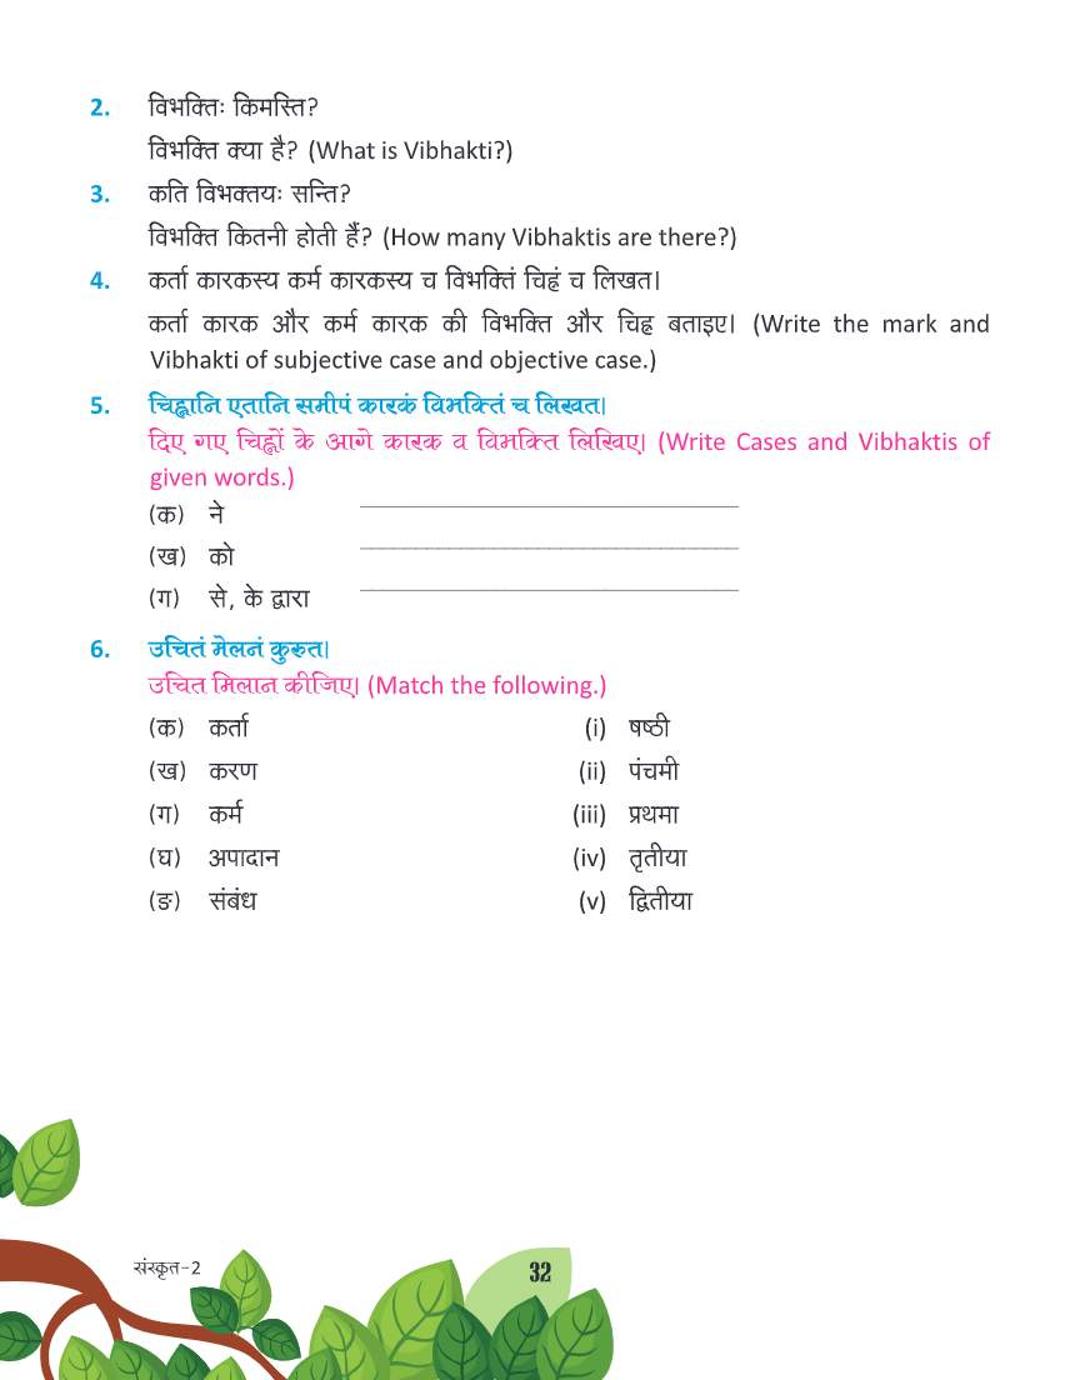 2. विभक्तिः किमस्ति?
विभक्ति क्या है? (What is Vibhakti?)
3. कति विभक्तयः सन्ति?
विभक्ति कितनी होती हैं? (How many Vibhaktis are there?)
4. कर्ता कारकस्य कर्म कारकस्य च विभक्तिं चिह्नं च लिखत।
कर्ता कारक और कर्म कारक की विभक्ति और चिह्न बताइए। (Write the mark and
Vibhakti of subjective case and objective case.)
5. चिह्नानि एतानि समीपं कारकं विभक्तिं च लिखत।
दिए गए चिह्नों के आगे कारक व विभक्ति लिखिए। (Write Cases and Vibhaktis of
given words.)
(क) ने
(ख) को
(ग) से, के द्वारा
6. उचितं मेलनं कुरुत।
उचित मिलान कीजिए। (Match the following.)
(क) कर्ता (i) षष्ठी
(ख) करण (ii) पंचमी
(ग) कर्म (iii) प्रथमा
(घ) अपादान (iv) तृतीया
(ङ) संबंध (v) द्वितीया
संस्कृत-2 32